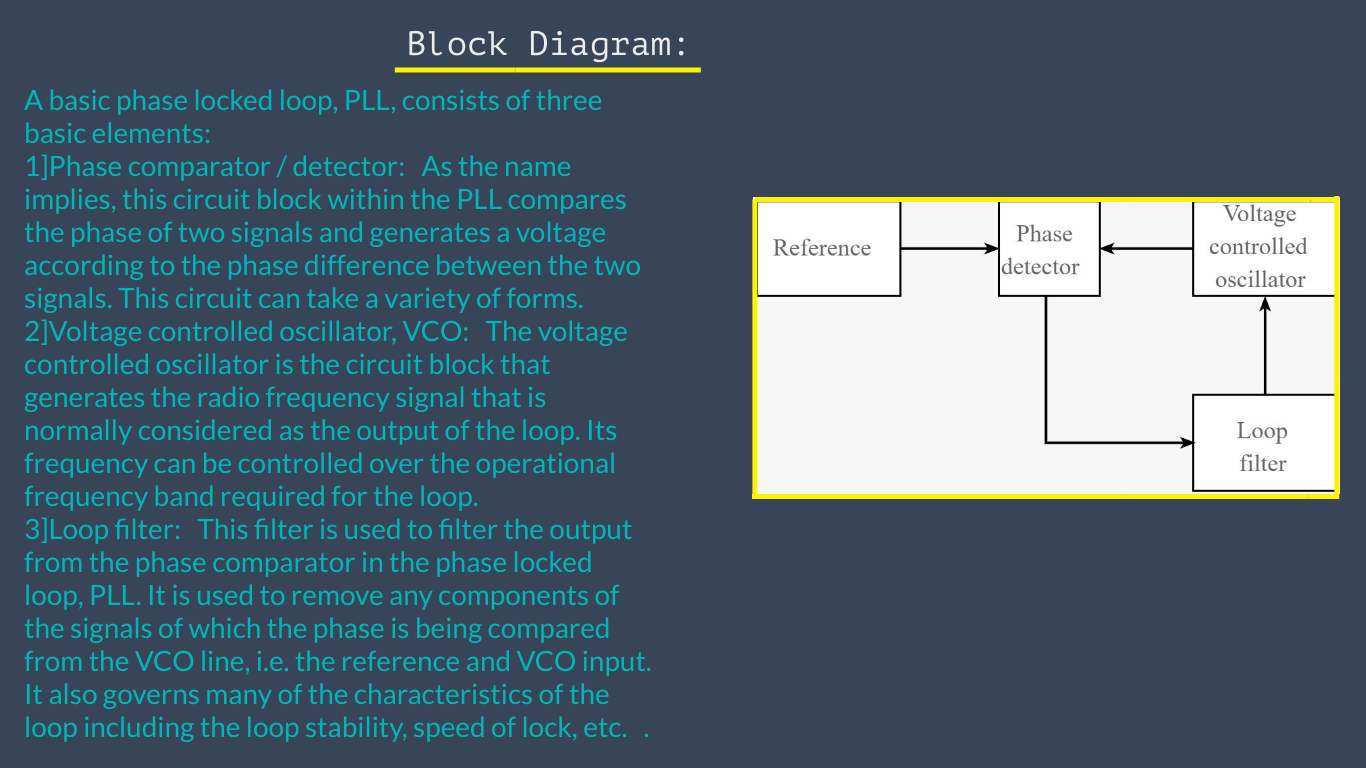 Block Diagram:
A basic phase locked loop, PLL, consists of three
basic elements:
1]Phase comparator / detector:   As the name
implies, this circuit block within the PLL compares
the phase of two signals and generates a voltage
according to the phase difference between the two
signals. This circuit can take a variety of forms.
2]Voltage controlled oscillator, VCO:   The voltage
controlled oscillator is the circuit block that
generates the radio frequency signal that is
normally considered as the output of the loop. Its
frequency can be controlled over the operational
frequency band required for the loop.
3]Loop filter:   This filter is used to filter the output
from the phase comparator in the phase locked
loop, PLL. It is used to remove any components of
the signals of which the phase is being compared
from the VCO line, i.e. the reference and VCO input.
It also governs many of the characteristics of the
loop including the loop stability, speed of lock, etc.   .
Reference
Phase
detector
Voltage
controlled
oscillator
Loop
filter